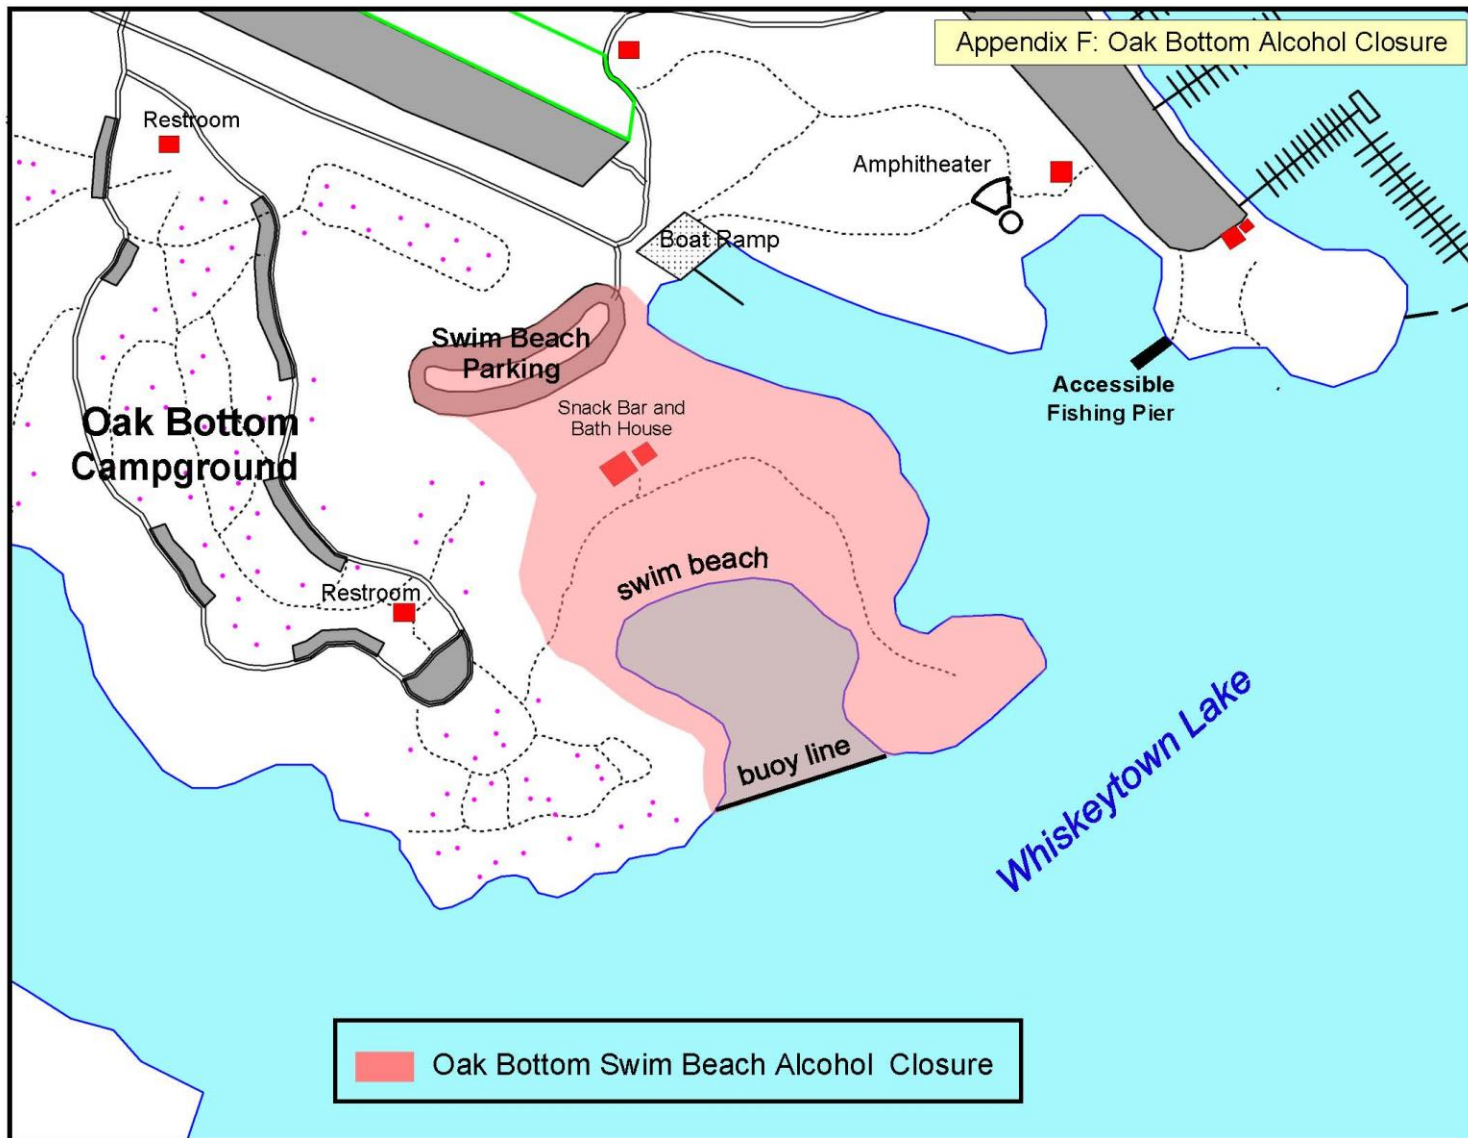 Appendix F: Oak Bottom Alcohol Closure
Restroom
Amphitheater
Boat Ramp
Swim Beach
Parking
Accessible
Fishing Pier
Snack Bar and
Bath House
Oak Bottom
Campground
swim beach
Restroom
buoy line
Whiskeytown Lake
Oak Bottom Swim Beach Alcohol Closure